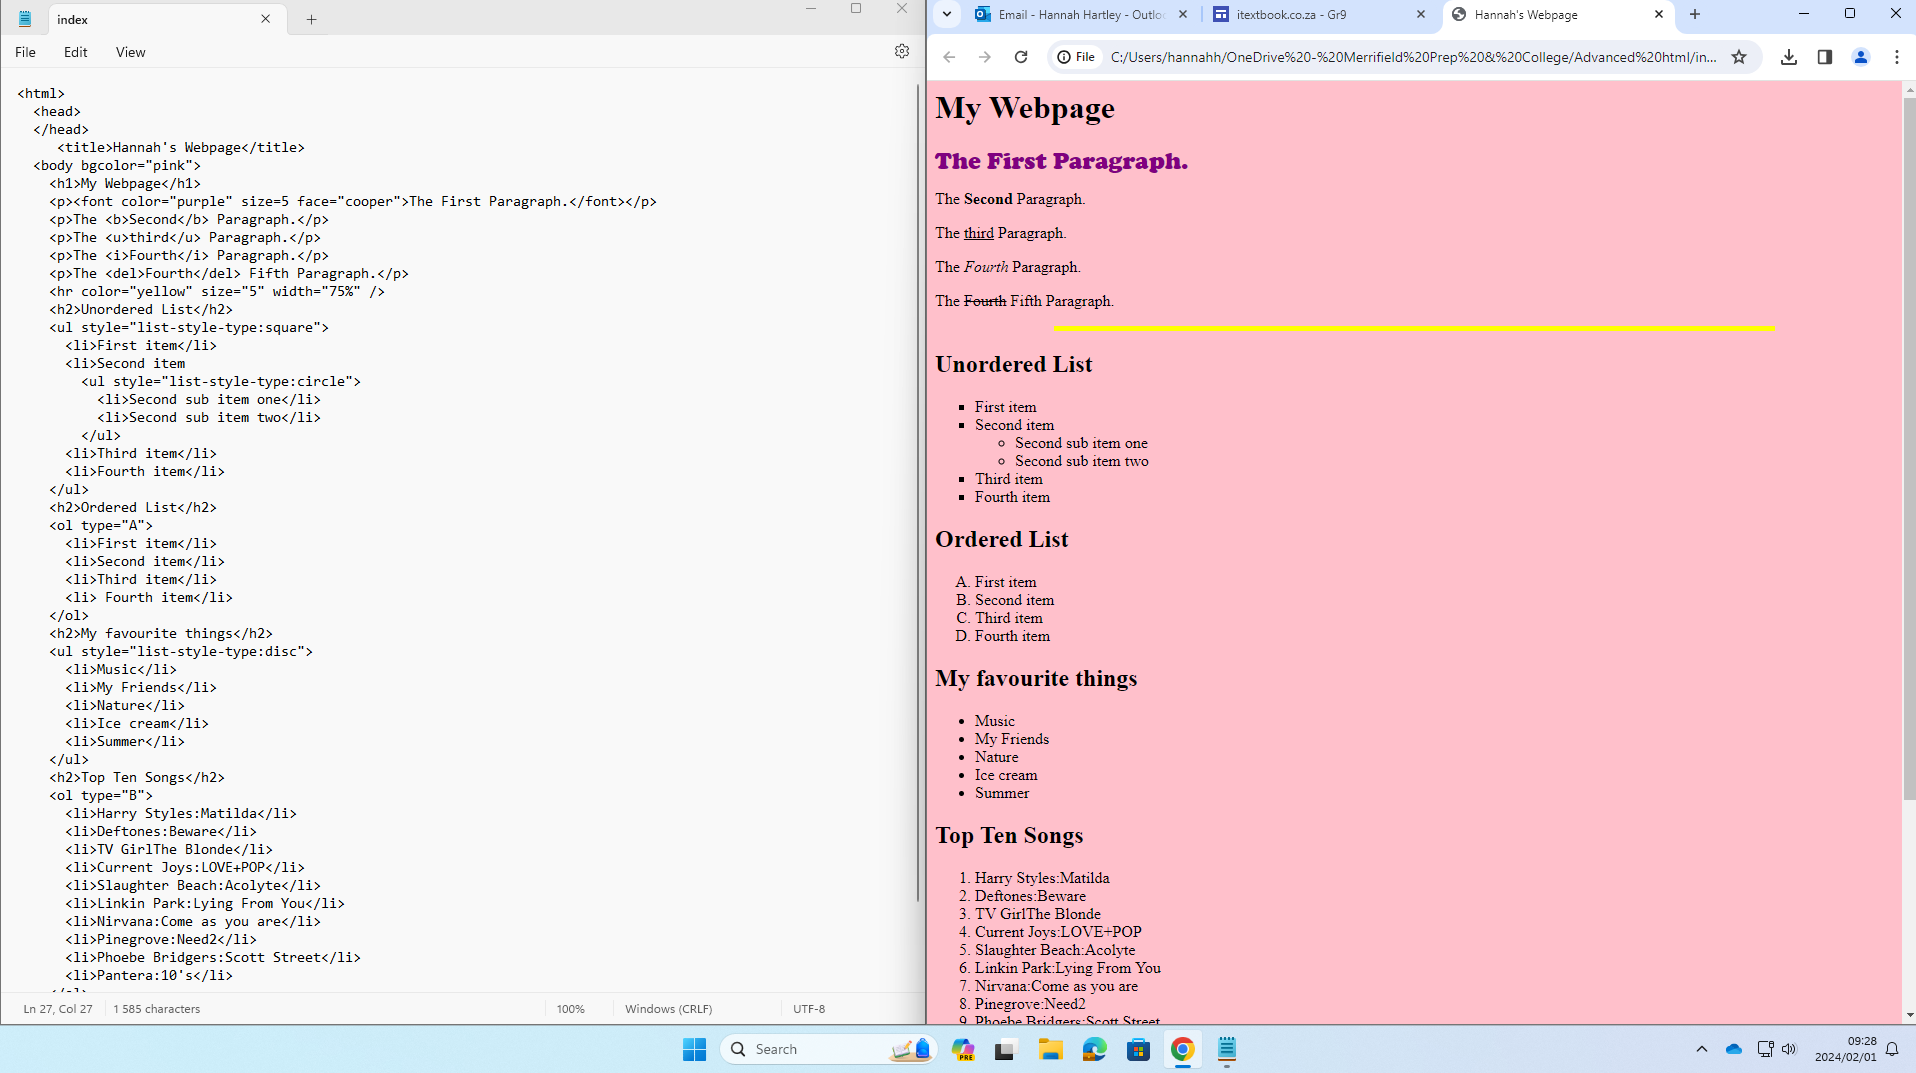 index
File Edit View
<html>
<head>
</head>
<title>Hannah's Webpage</title>
<body bgcolor="pink">
<h1>My Webpage</h1>
<p><font color="purple" size=5 face="cooper">The First Paragraph.</font></p>
<p>The <b>Second</b> Paragraph.</p>
<p>The <u>third</u> Paragraph.</p>
<p>The <i>Fourth</i> Paragraph.</p>
<p>The <del>Fourth</del> Fifth Paragraph.</p>
<hr color="yellow" size="5" width="75%" />
<h2>Unordered List</h2>
<ul style="list-style-type:square">
<li>First item</li>
<li>Second item
<ul style="list-style-type:circle">
<li>Second sub item one</li>
<li>Second sub item two</li>
</ul>
<li>Third item</li>
<li>Fourth item</li>
</ul>
<h2>Ordered List</h2>
<ol type="A">
<li>First item</li>
<li>Second item</li>
<li>Third item</li>
<li> Fourth item</li>
</ol>
<h2>My favourite things</h2>
<ul style="list-style-type:disc">
<li>Music</li>
<li>My Friends</li>
<li>Nature</li>
<li>Ice cream</li>
<li>Summer</li>
</ul>
<h2>Top Ten Songs</h2>
<ol type="B">
<li>Harry Styles:Matilda</li>
<li>Deftones:Beware</li>
<li>TV GirlThe Blonde</li>
<li>Current Joys:LOVE+POP</li>
<li>Slaughter Beach:Acolyte</li>
<li>Linkin Park:Lying From You</li>
<li>Nirvana:Come as you are</li>
<li>Pinegrove:Need2</li>
<li>Phoebe Bridgers:Scott Street</li>
<li>Pantera:10's</li>
Ln 27, Col 27 1 585 characters 100% Windows (CRLF) UTF-8
Email - Hannah Hartley - Outlo itextbook.co.za - Gr9 Hannah's Webpage
File C:/Users/hannahh/OneDrive%20-%20Merrifield%20Prep%20&%20College/Advanced%20html/in...
My Webpage
The First Paragraph.
The Second Paragraph.
The third Paragraph.
The Fourth Paragraph.
The Fourth Fifth Paragraph.
Unordered List
First item
Second item
Second sub item one
Second sub item two
Third item
Fourth item
Ordered List
A. First item
B. Second item
C. Third item
D. Fourth item
My favourite things
Music
My Friends
Nature
Ice cream
Summer
Top Ten Songs
1. Harry Styles:Matilda
2. Deftones:Beware
3. TV GirlThe Blonde
4. Current Joys:LOVE+POP
5. Slaughter Beach:Acolyte
6. Linkin Park:Lying From You
7. Nirvana:Come as you are
8. Pinegrove:Need2
9. Phoebe Bridgers:Scott Street
Search
PRE
09:28
2024/02/01